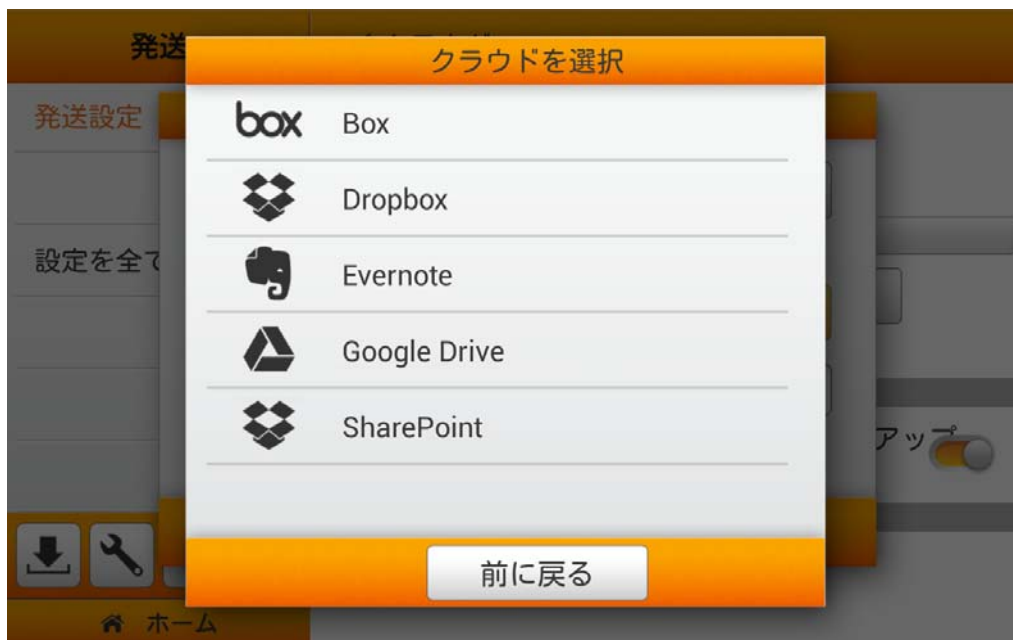 発送
クラウドを選択
発送設定
box Box
Dropbox
Evernote
設定を全て
Google Drive
SharePoint
アップ
前に戻る
ホーム